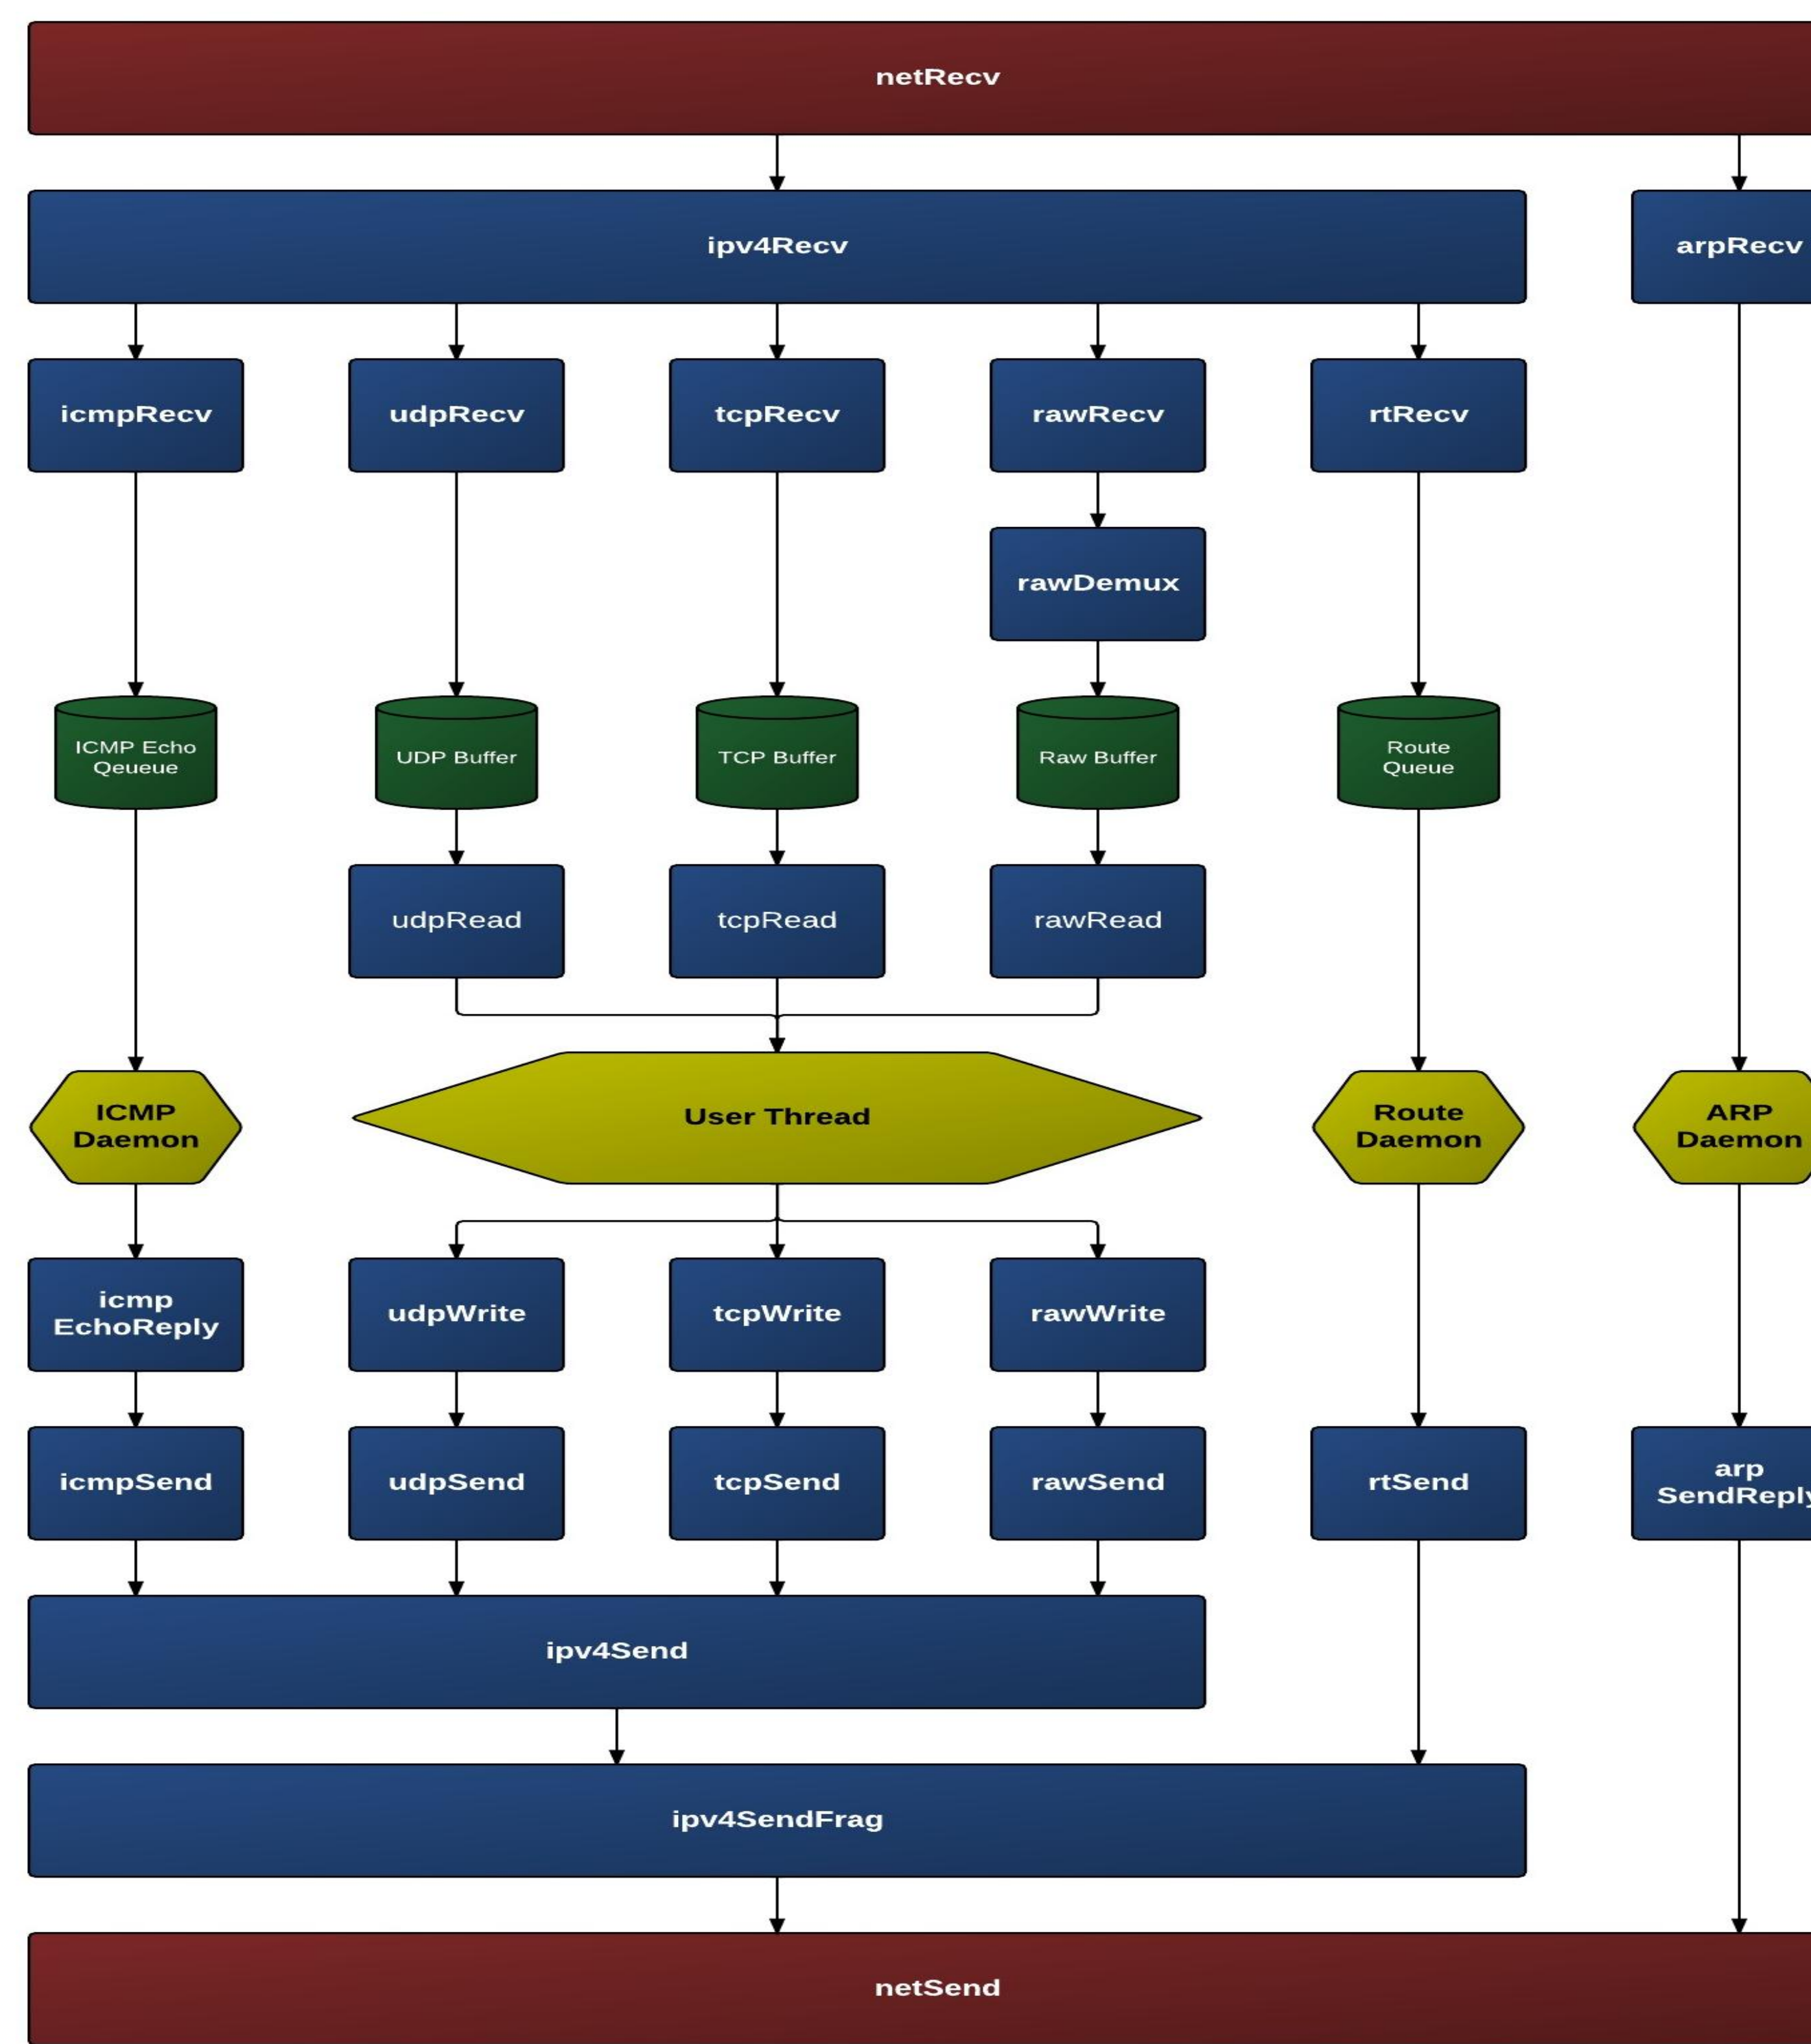 netRecv
ipv4Recv
arpRecv
icmpRecv
udpRecv
tcpRecv
rawRecv
rtRecv
rawDemux
ICMP Echo
Qeueue
UDP Buffer
TCP Buffer
Raw Buffer
Route
Queue
udpRead
tcpRead
rawRead
ICMP
Daemon
User Thread
Route
Daemon
ARP
Daemon
icmp
EchoReply
udpWrite
tcpWrite
rawWrite
icmpSend
udpSend
tcpSend
rawSend
rtSend
arp
SendReply
ipv4Send
ipv4SendFrag
netSend